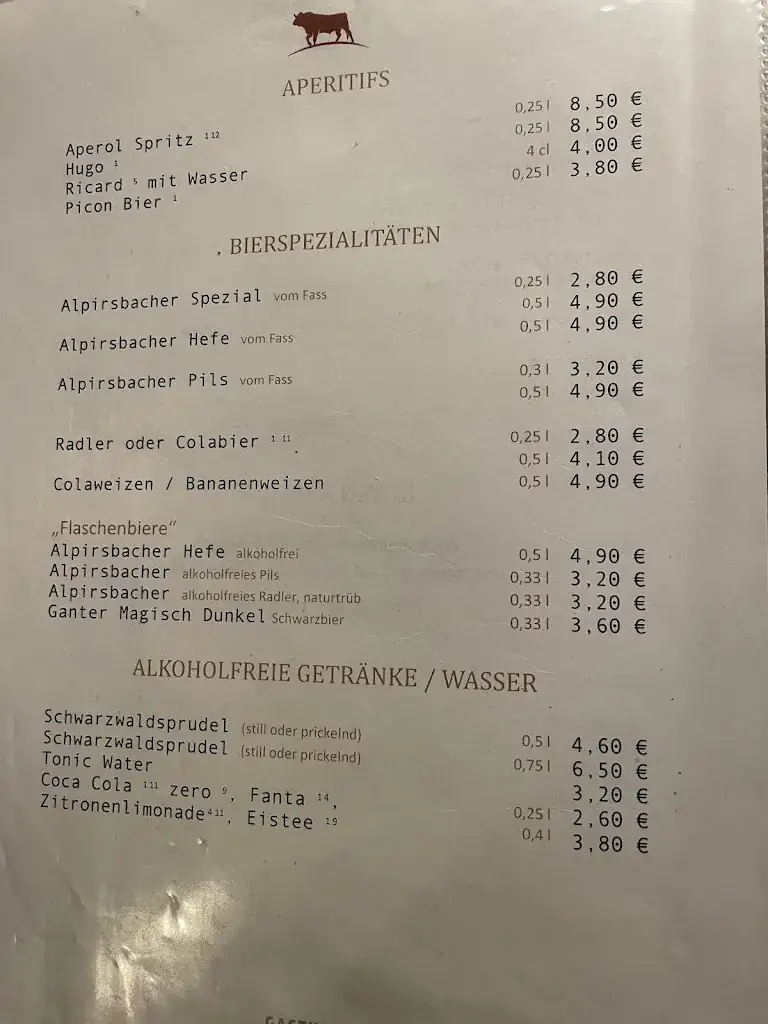 APERITIFS
Aperol Spritz ¹¹² 0,25 l 8,50 €
Hugo ¹ 0,25 l 8,50 €
Ricard ⁵ mit Wasser 4 cl 4,00 €
Picon Bier ¹ 0,25 l 3,80 €
. BIERSPEZIALITÄTEN
Alpirsbacher Spezial vom Fass 0,25 l 2,80 €
0,5 l 4,90 €
Alpirsbacher Hefe vom Fass 0,5 l 4,90 €
Alpirsbacher Pils vom Fass 0,3 l 3,20 €
0,5 l 4,90 €
Radler oder Colabier ¹ ¹¹ 0,25 l 2,80 €
0,5 l 4,10 €
Colaweizen / Bananenweizen 0,5 l 4,90 €
„Flaschenbiere“
Alpirsbacher Hefe alkoholfrei 0,5 l 4,90 €
Alpirsbacher alkoholfreies Pils 0,33 l 3,20 €
Alpirsbacher alkoholfreies Radler, naturtrüb 0,33 l 3,20 €
Ganter Magisch Dunkel Schwarzbier 0,33 l 3,60 €
ALKOHOLFREIE GETRÄNKE / WASSER
Schwarzwaldsprudel (still oder prickelnd) 0,5 l 4,60 €
Schwarzwaldsprudel (still oder prickelnd) 0,75 l 6,50 €
Tonic Water 3,20 €
Coca Cola ¹¹¹ zero ⁹, Fanta ¹⁴, 0,25 l 2,60 €
Zitronenlimonade⁴¹¹, Eistee ¹⁹ 0,4 l 3,80 €